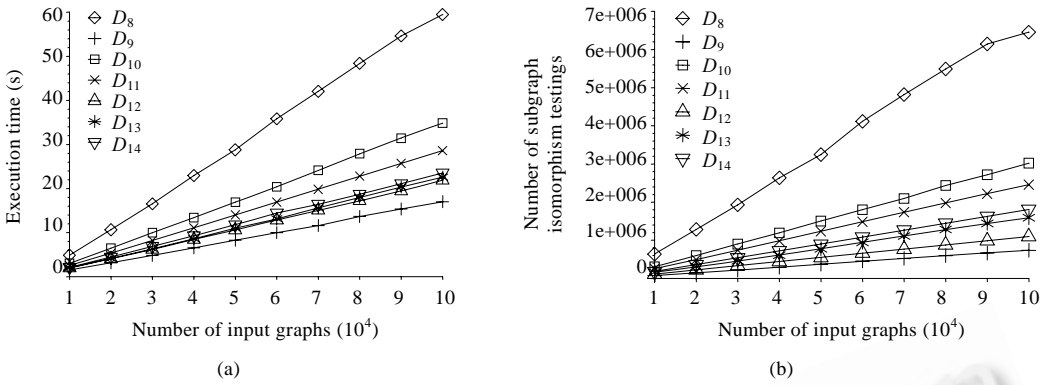 60
50
40
30
20
10
0
Execution time (s)
D8
D9
D10
D11
D12
D13
D14
1 2 3 4 5 6 7 8 9 10
Number of input graphs (10^4)
(a)
7e+006
6e+006
5e+006
4e+006
3e+006
2e+006
1e+006
0
Number of subgraph
isomorphism testings
D8
D9
D10
D11
D12
D13
D14
1 2 3 4 5 6 7 8 9 10
Number of input graphs (10^4)
(b)